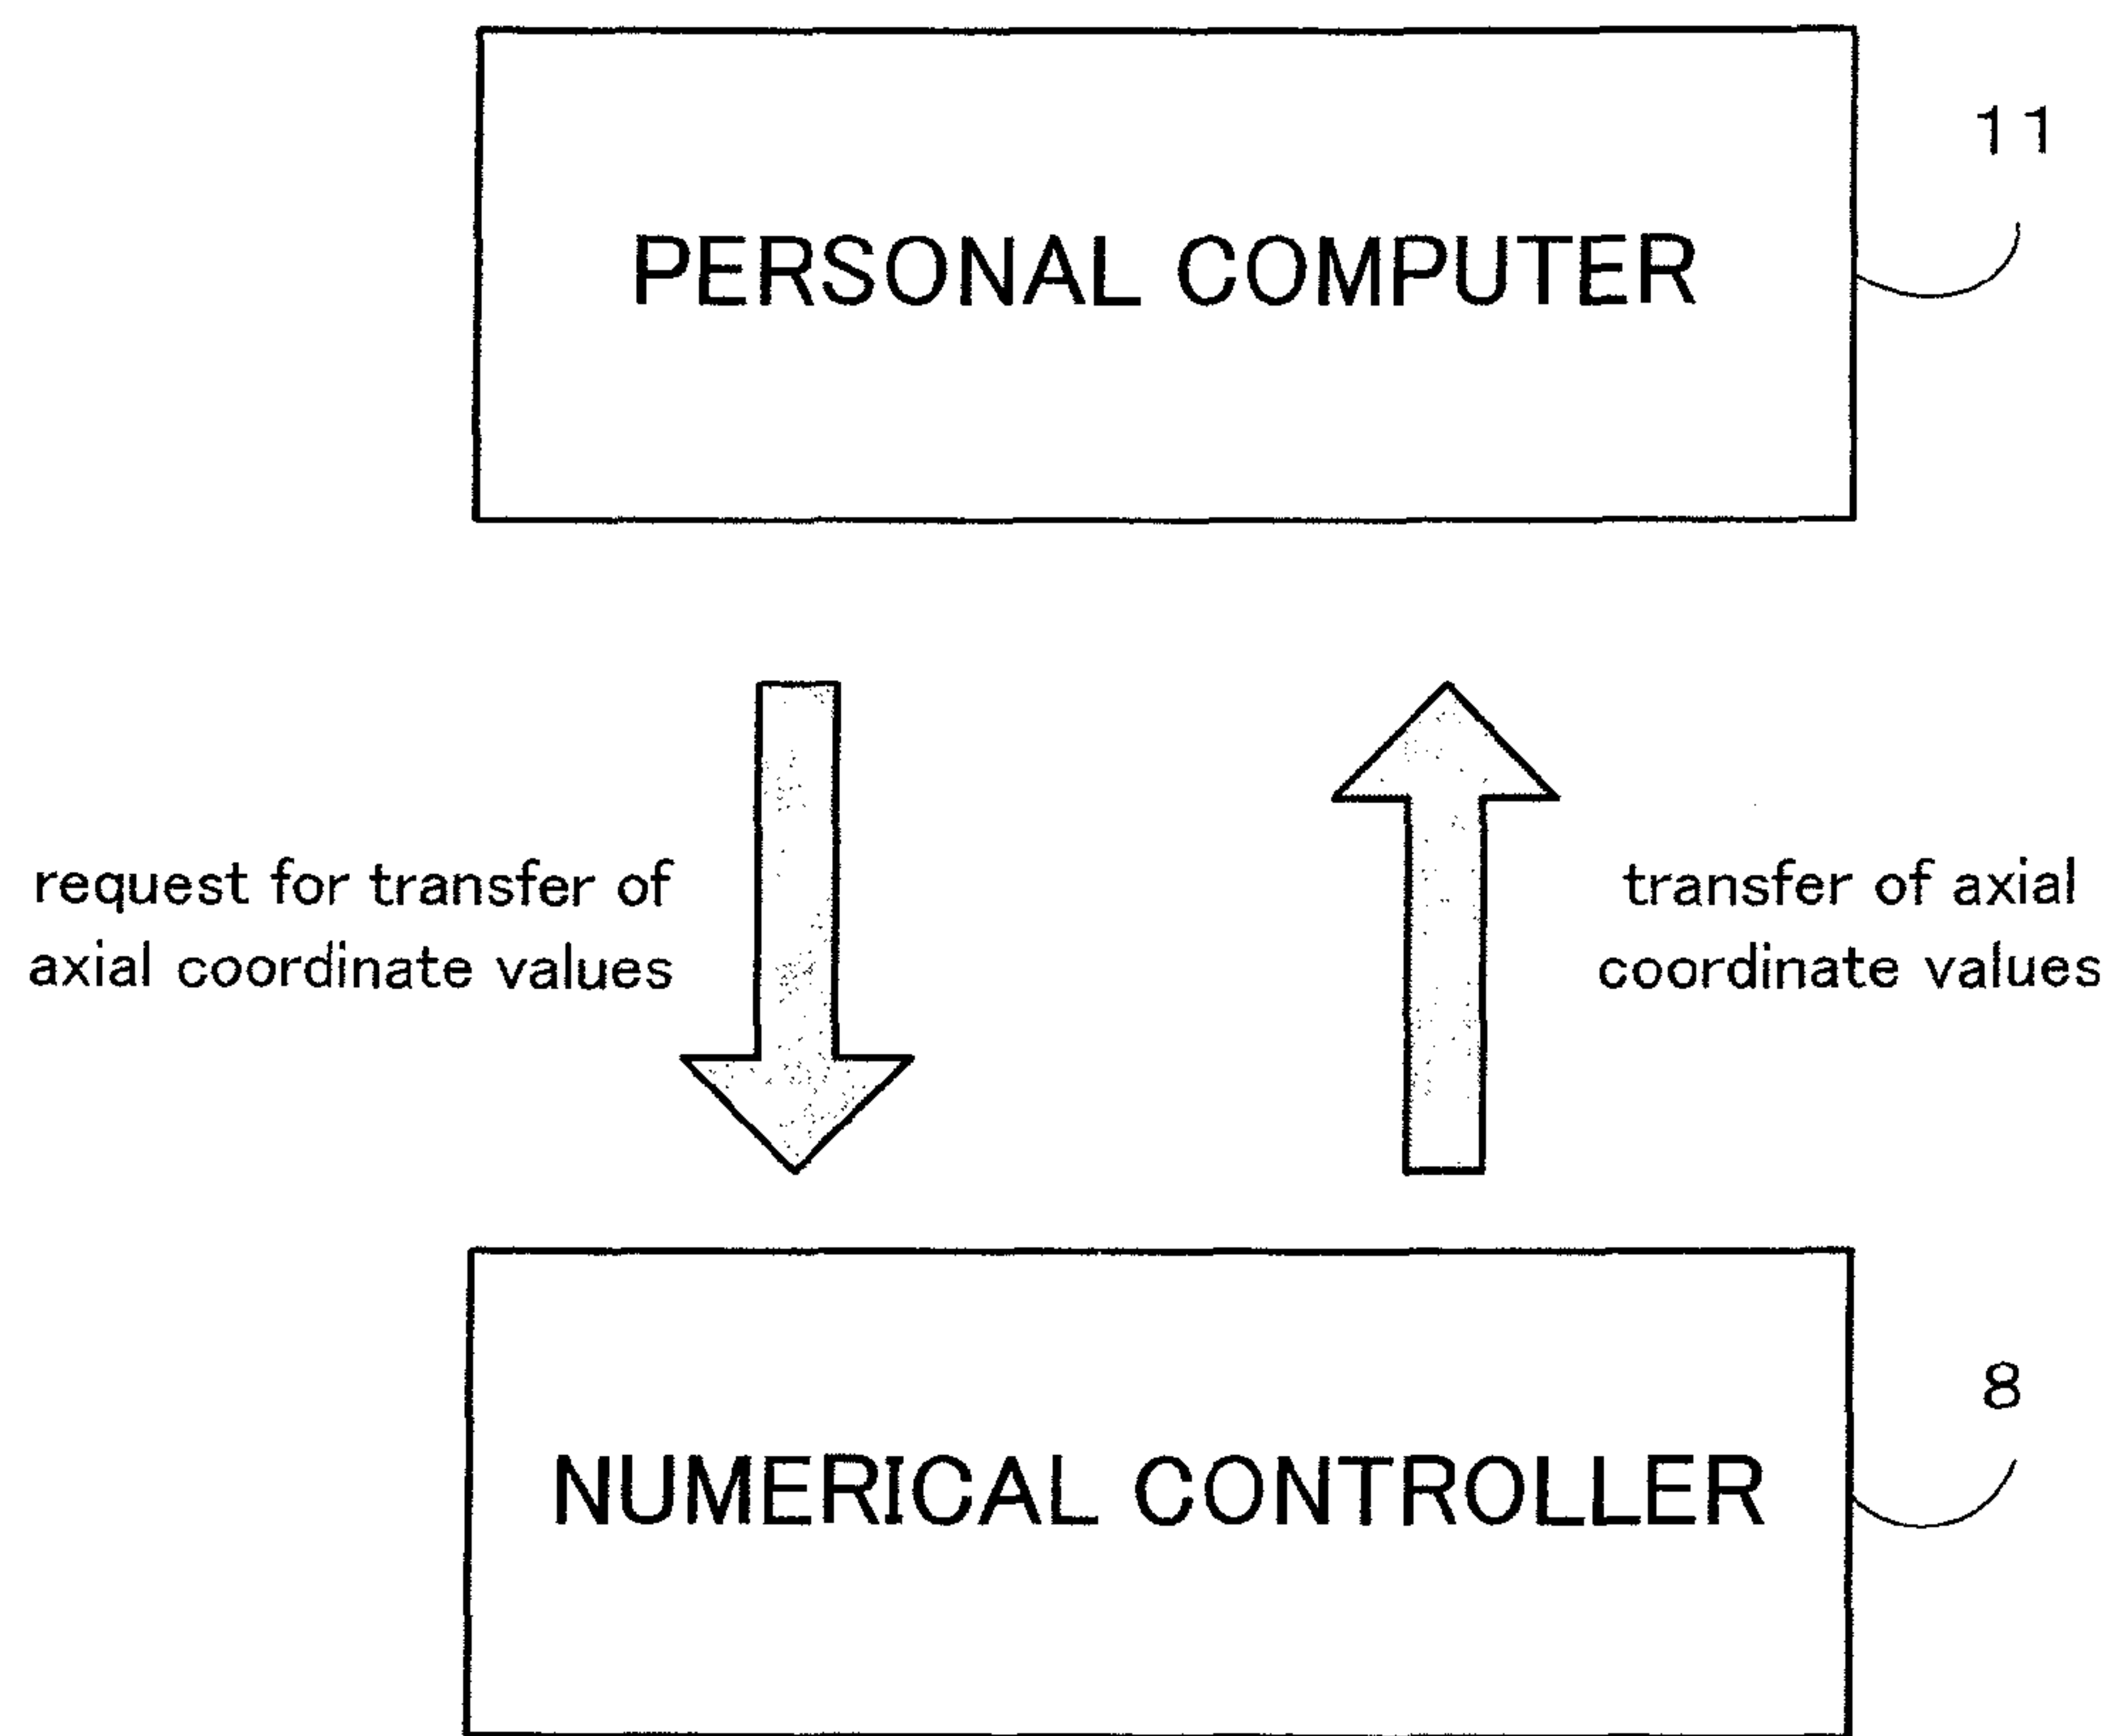 11
PERSONAL COMPUTER
request for transfer of
axial coordinate values
transfer of axial
coordinate values
8
NUMERICAL CONTROLLER